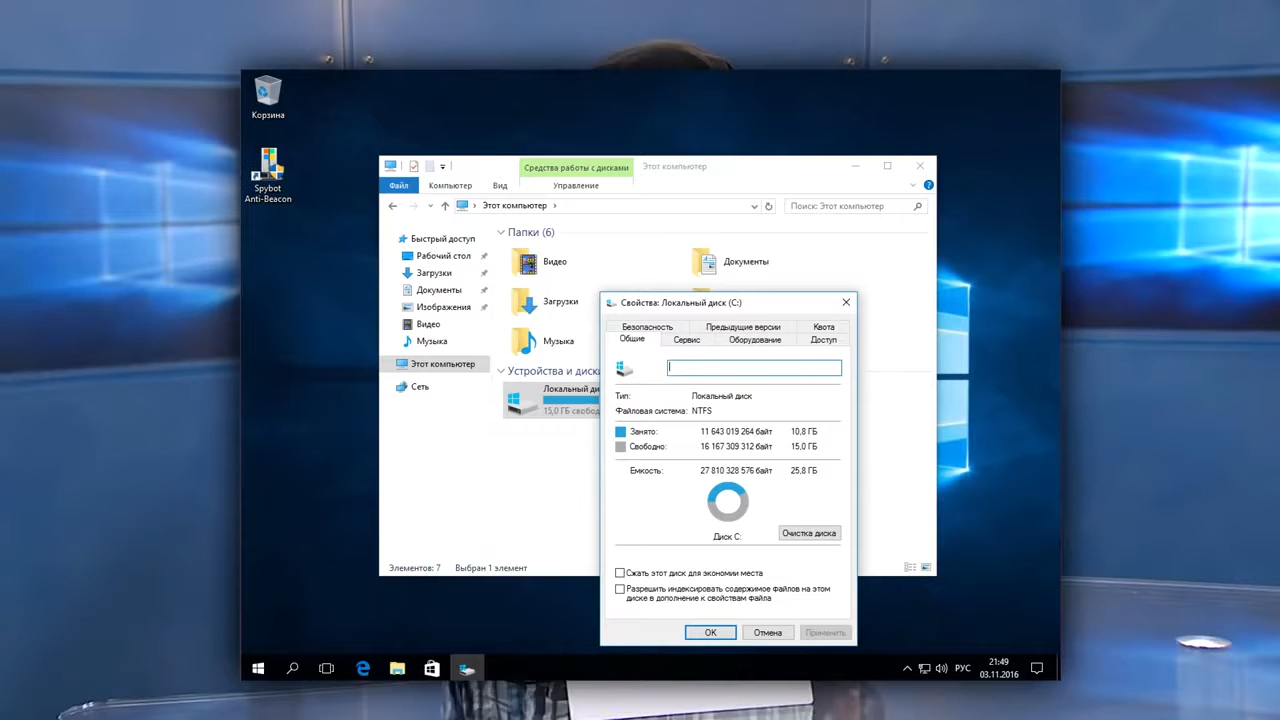 Корзина
Spybot
Anti-Beacon
Средства работы с дисками
Этот компьютер
Файл
Компьютер
Вид
Управление
Этот компьютер
Поиск: Этот компьютер
Быстрый доступ
Рабочий стол
Загрузки
Документы
Изображения
Видео
Музыка
Этот компьютер
Сеть
Папки (6)
Видео
Документы
Загрузки
Музыка
Устройства и диски
Локальный ди
15,0 ГБ свобод
Элементов: 7
Выбран 1 элемент
Свойства: Локальный диск (C:)
Безопасность
Предыдущие версии
Квота
Общие
Сервис
Оборудование
Доступ
Тип: Локальный диск
Файловая система: NTFS
Занято: 11 643 019 264 байт 10,8 ГБ
Свободно: 16 167 309 312 байт 15,0 ГБ
Емкость: 27 810 328 576 байт 25,8 ГБ
Диск C:
Очистка диска
Сжать этот диск для экономии места
Разрешить индексировать содержимое файлов на этом
диске в дополнение к свойствам файла
OK
Отмена
Применить
РУС
21:49
03.11.2016